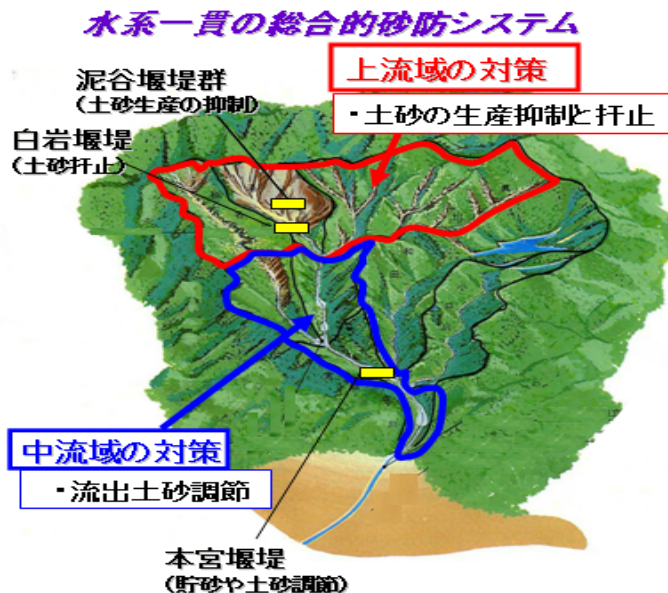 水系一貫の総合的砂防システム
上流域の対策
・土砂の生産抑制と扞止
泥谷堰堤群
(土砂生産の抑制)
白岩堰堤
(土砂扞止)
中流域の対策
・流出土砂調節
本宮堰堤
(貯砂や土砂調節)